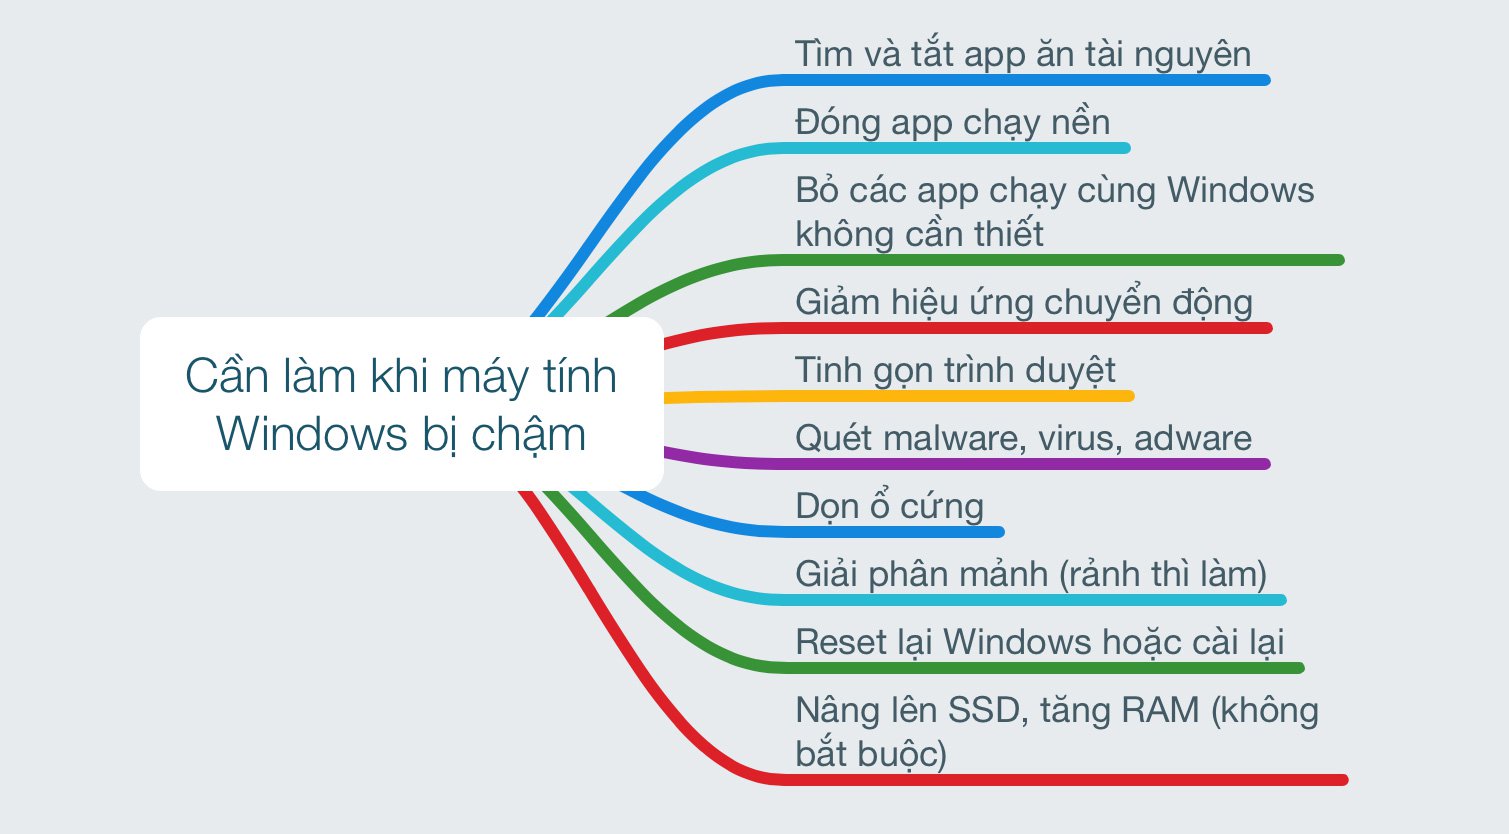 Tìm và tắt app ăn tài nguyên
Đóng app chạy nền
Bỏ các app chạy cùng Windows
không cần thiết
Giảm hiệu ứng chuyển động
Cần làm khi máy tính
Windows bị chậm
Tinh gọn trình duyệt
Quét malware, virus, adware
Dọn ổ cứng
Giải phân mảnh (rảnh thì làm)
Reset lại Windows hoặc cài lại
Nâng lên SSD, tăng RAM (không
bắt buộc)